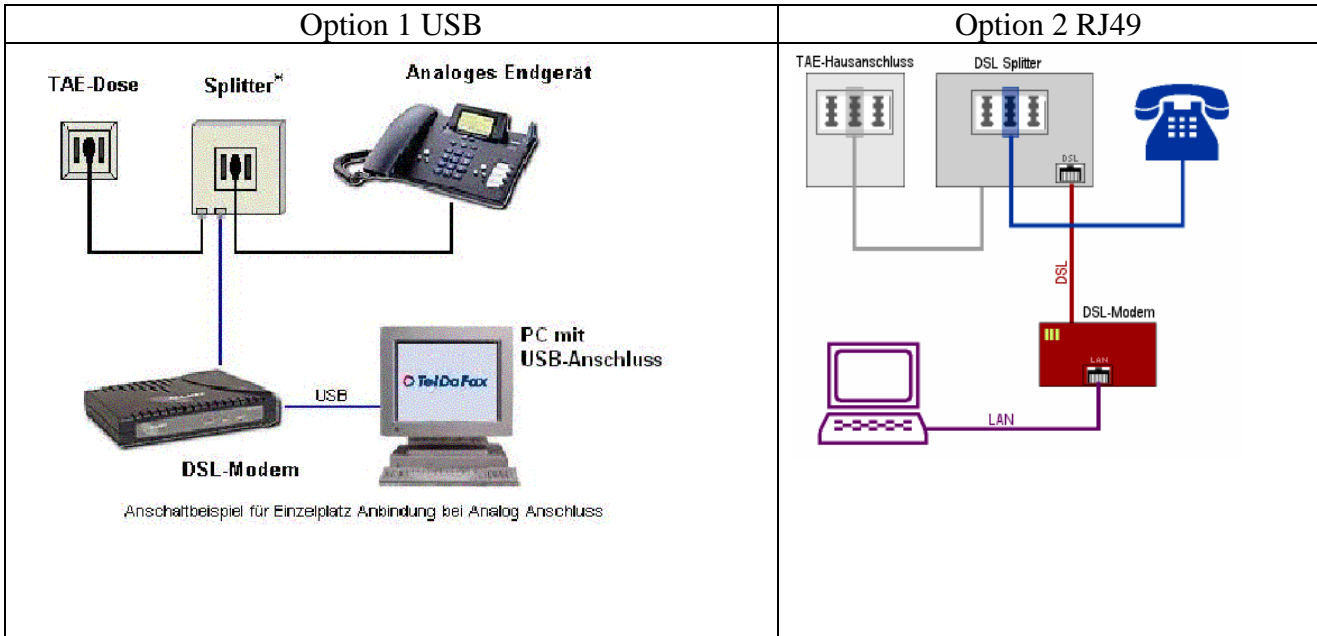 Option 1 USB
TAE-Dose
Splitter*
Analoges Endgerät
PC mit
USB-Anschluss
TelDaFax
USB
DSL-Modem
Anschaltbeispiel für Einzelplatz Anbindung bei Analog Anschluss
Option 2 RJ49
TAE-Hausanschluss
DSL Splitter
DSL
DSL
DSL-Modem
LAN
LAN